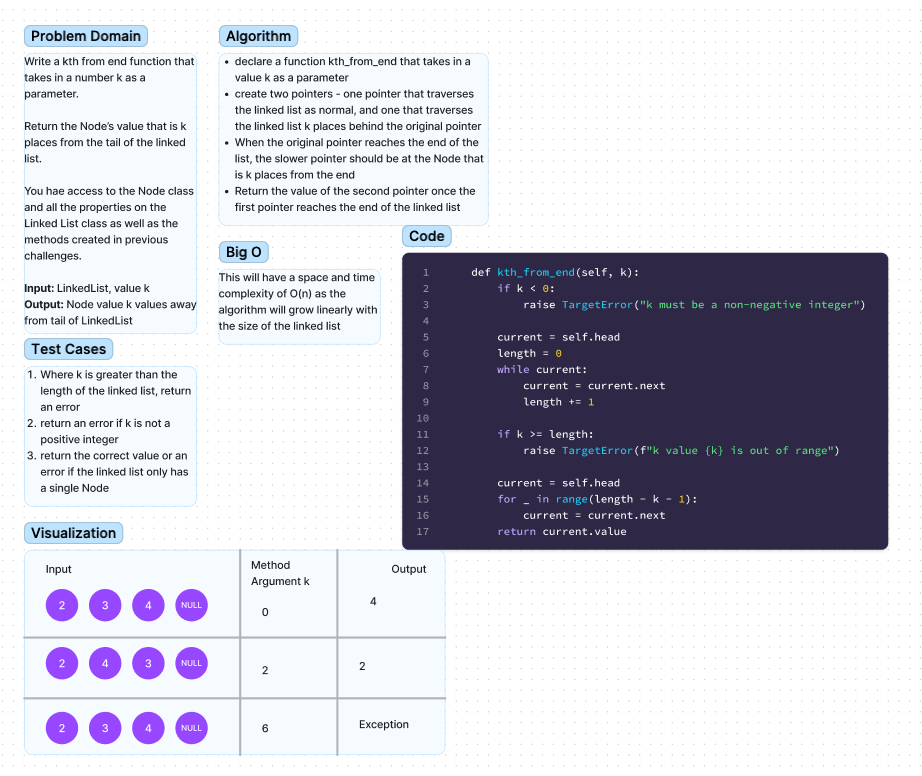 Problem Domain
Write a kth from end function that
takes in a number k as a
parameter.
Return the Node's value that is k
places from the tail of the linked
list.
You hae access to the Node class
and all the properties on the
Linked List class as well as the
methods created in previous
challenges.
Input: LinkedList, value k
Output: Node value k values away
from tail of LinkedList
Algorithm
• declare a function kth_from_end that takes in a
value k as a parameter
• create two pointers - one pointer that traverses
the linked list as normal, and one that traverses
the linked list k places behind the original pointer
• When the original pointer reaches the end of the
list, the slower pointer should be at the Node that
is k places from the end
• Return the value of the second pointer once the
first pointer reaches the end of the linked list
Big O
This will have a space and time
complexity of O(n) as the
algorithm will grow linearly with
the size of the linked list
Code
1 def kth_from_end(self, k):
2 if k < 0:
3 raise TargetError("k must be a non-negative integer")
4
5 current = self.head
6 length = 0
7 while current:
8 current = current.next
9 length += 1
10
11 if k >= length:
12 raise TargetError(f"k value {k} is out of range")
13
14 current = self.head
15 for _ in range(length - k - 1):
16 current = current.next
17 return current.value
Test Cases
1. Where k is greater than the
length of the linked list, return
an error
2. return an error if k is not a
positive integer
3. return the correct value or an
error if the linked list only has
a single Node
Visualization
Input
Method
Argument k
Output
2 3 4 NULL
0
4
2 4 3 NULL
2
2
2 3 4 NULL
6
Exception